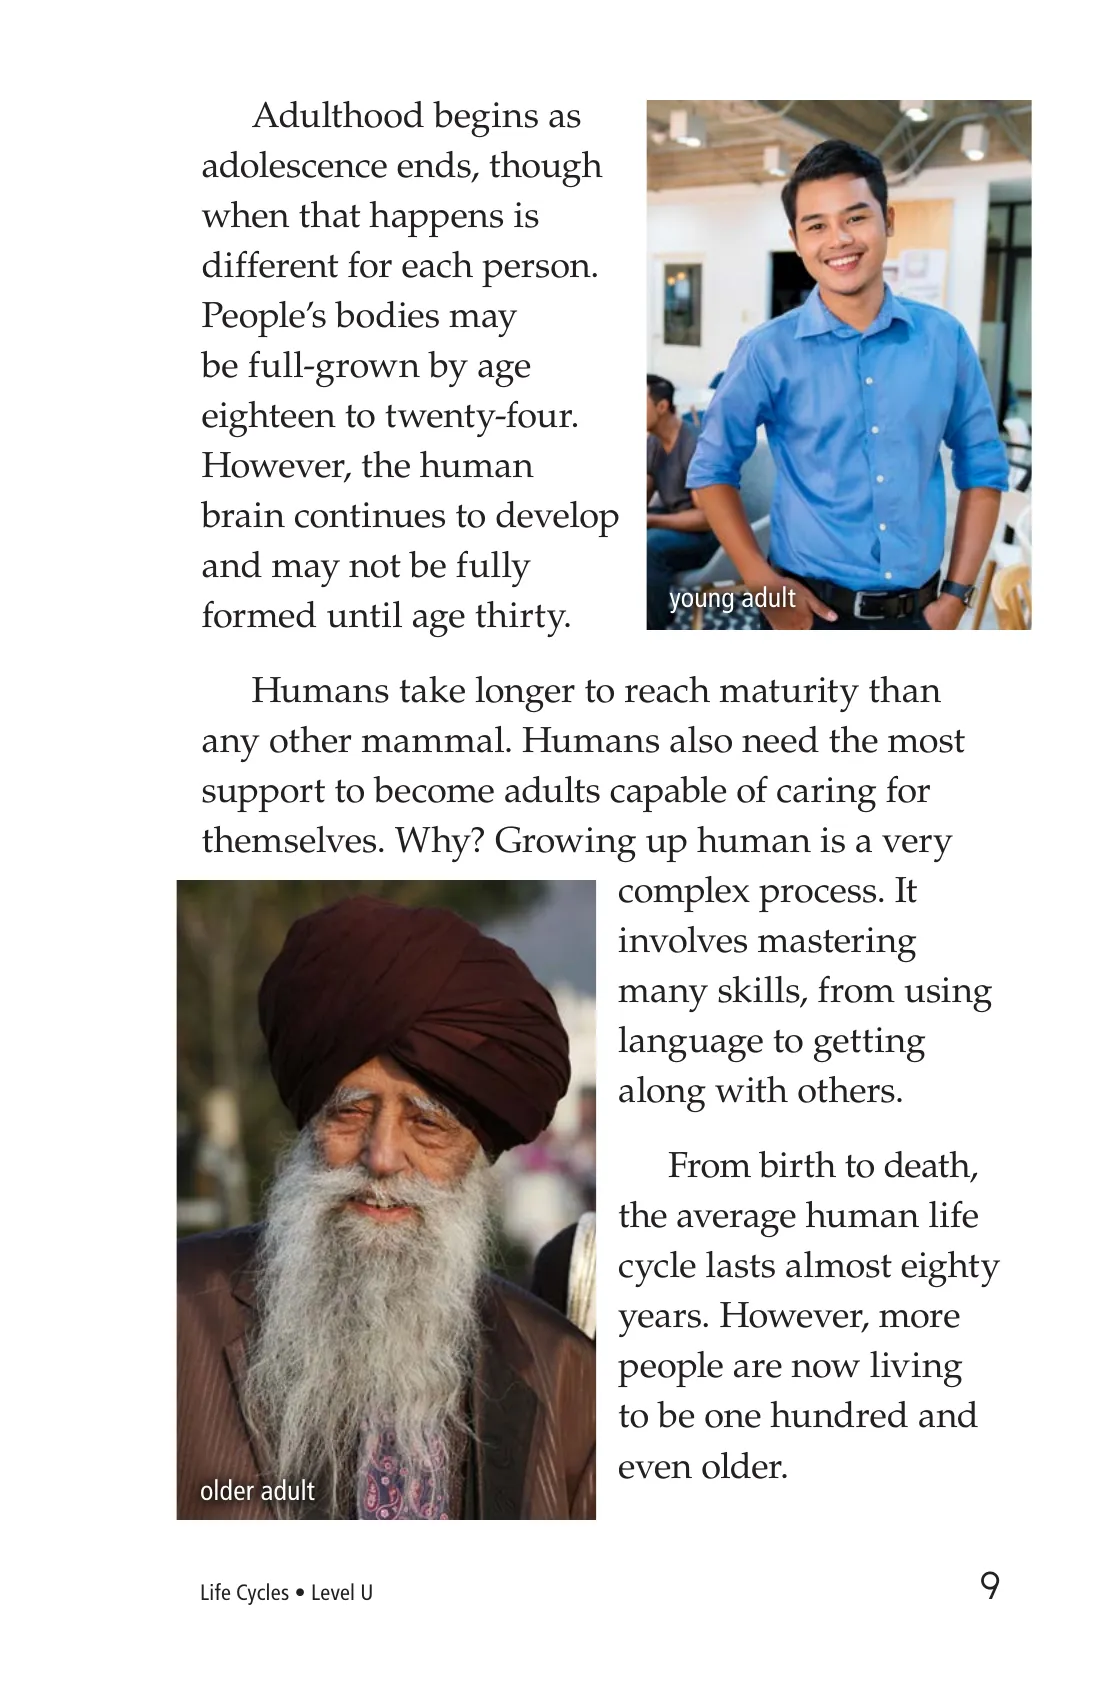 Adulthood begins as
adolescence ends, though
when that happens is
different for each person.
People’s bodies may
be full-grown by age
eighteen to twenty-four.
However, the human
brain continues to develop
and may not be fully
formed until age thirty.
young adult
Humans take longer to reach maturity than
any other mammal. Humans also need the most
support to become adults capable of caring for
themselves. Why? Growing up human is a very
complex process. It
involves mastering
many skills, from using
language to getting
along with others.
From birth to death,
the average human life
cycle lasts almost eighty
years. However, more
people are now living
to be one hundred and
even older.
older adult
Life Cycles • Level U
9